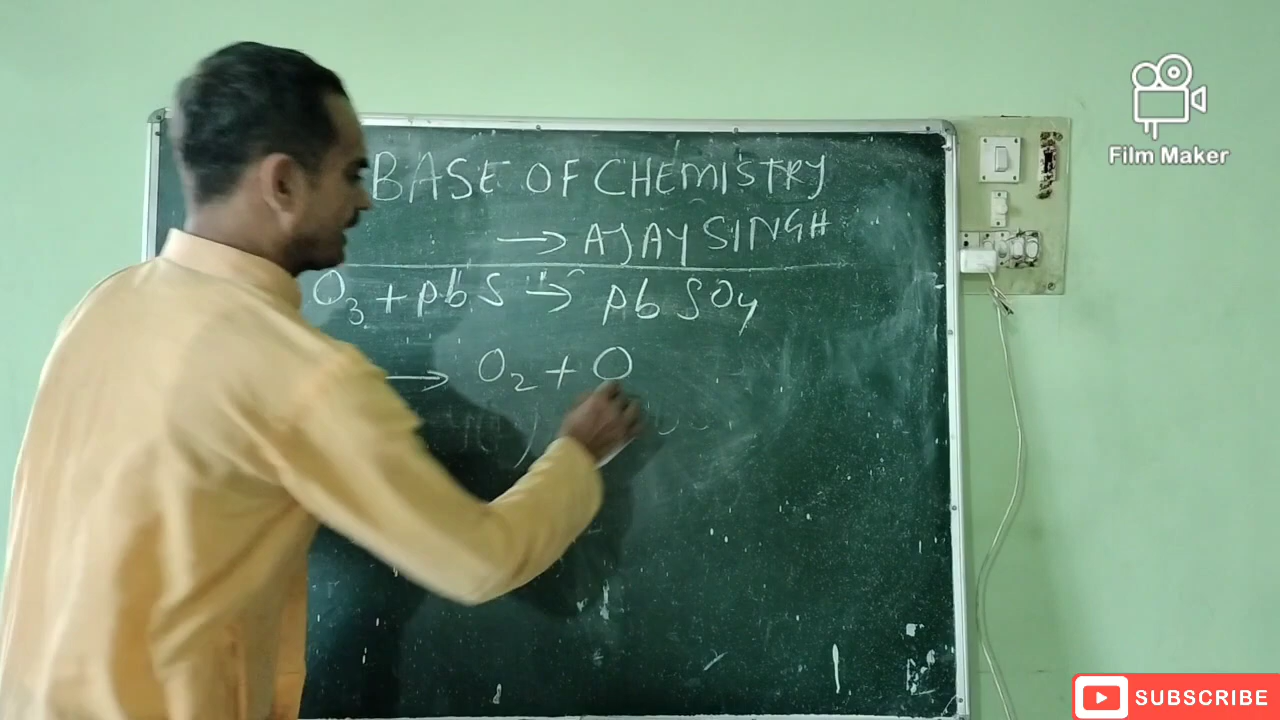 BASE OF CHEMISTRY
→ AJAY SINGH
O3 + pbS → pbSO4
→ O2 + O
Film Maker
SUBSCRIBE